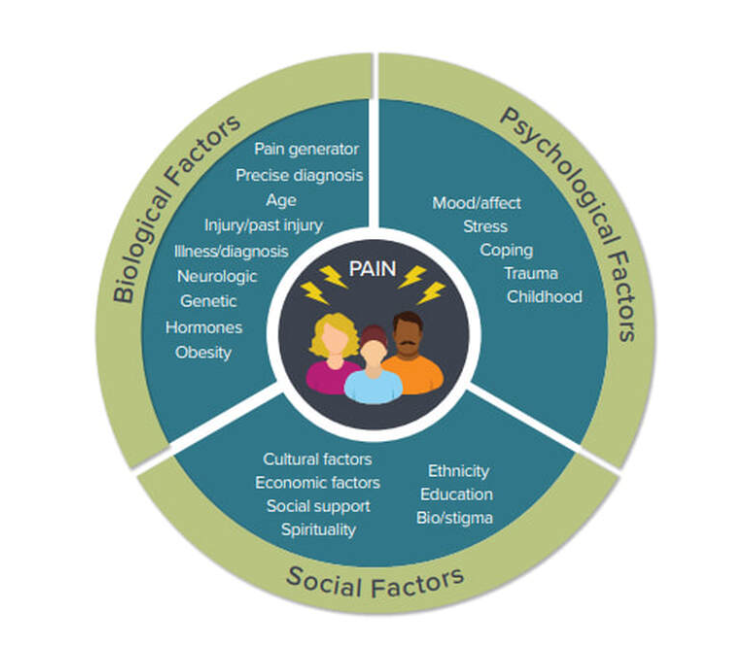 Biological Factors
Pain generator
Precise diagnosis
Age
Injury/past injury
Illness/diagnosis
Neurologic
Genetic
Hormones
Obesity
Psychological Factors
Mood/affect
Stress
Coping
Trauma
Childhood
PAIN
Cultural factors
Economic factors
Social support
Spirituality
Ethnicity
Education
Bio/stigma
Social Factors